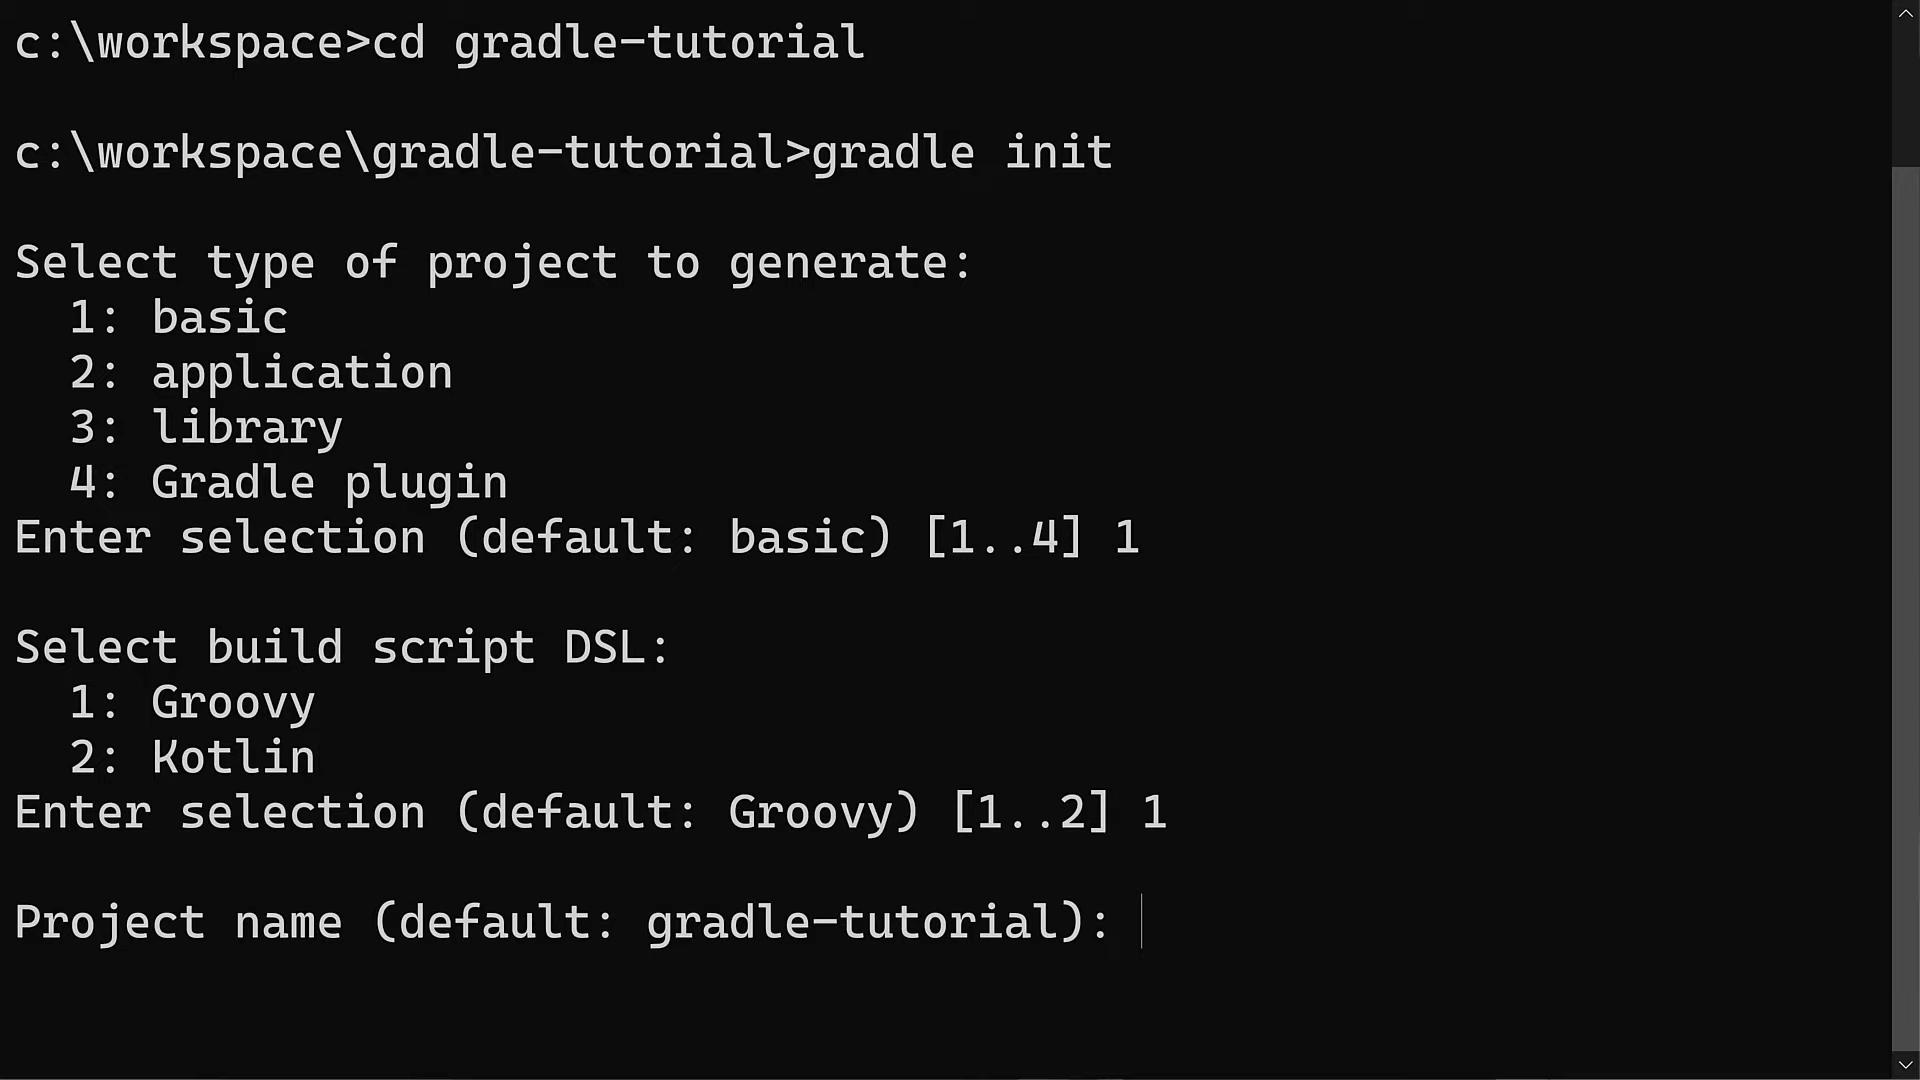 c:\workspace>cd gradle-tutorial
c:\workspace\gradle-tutorial>gradle init
Select type of project to generate:
  1: basic
  2: application
  3: library
  4: Gradle plugin
Enter selection (default: basic) [1..4] 1
Select build script DSL:
  1: Groovy
  2: Kotlin
Enter selection (default: Groovy) [1..2] 1
Project name (default: gradle-tutorial):